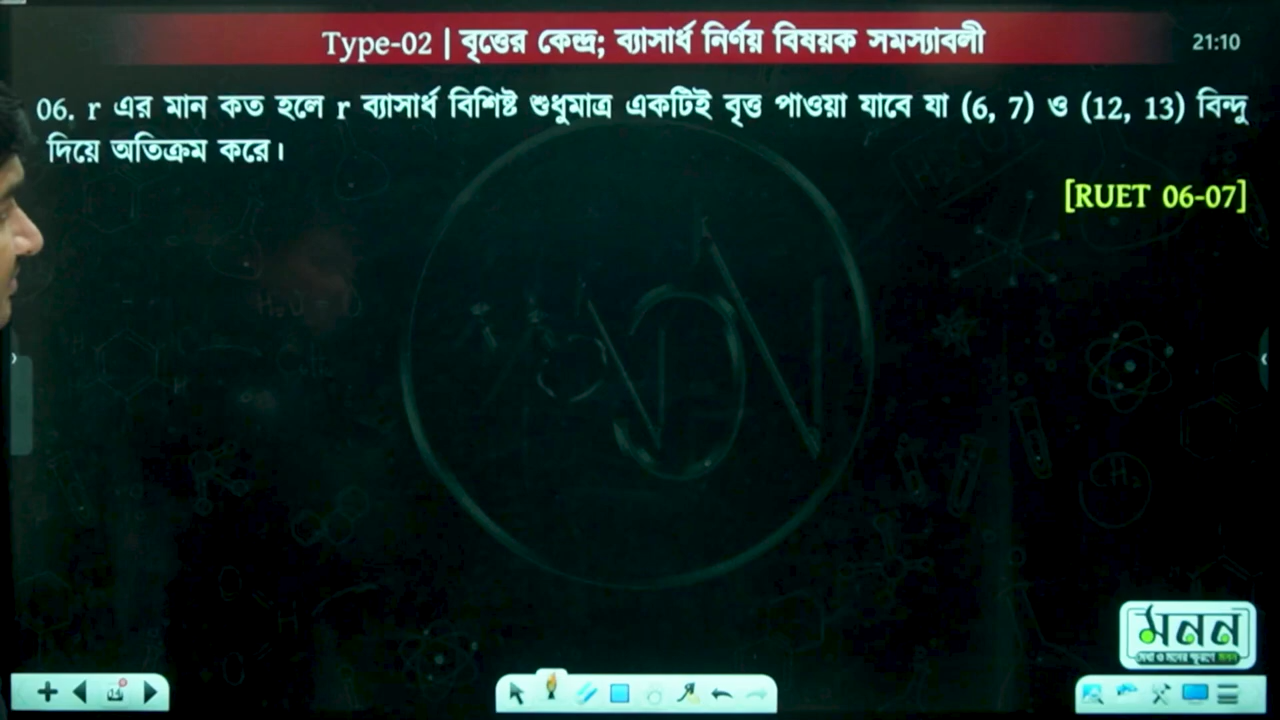 Type-02 | বৃত্তের কেন্দ্র; ব্যাসার্ধ নির্ণয় বিষয়ক সমস্যাবলী
21:10
06. r এর মান কত হলে r ব্যাসার্ধ বিশিষ্ট শুধুমাত্র একটিই বৃত্ত পাওয়া যাবে যা (6, 7) ও (12, 13) বিন্দু
দিয়ে অতিক্রম করে।
[RUET 06-07]
CH₃
মনন